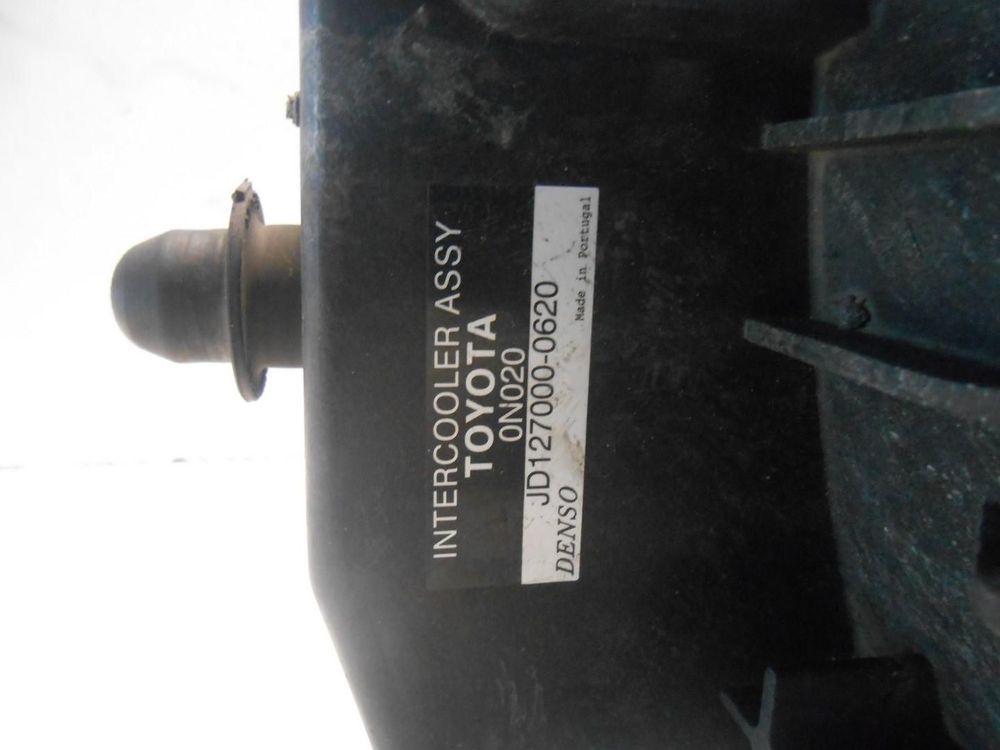 INTERCOOLER ASSY
TOYOTA
0N020
JD127000-0620
DENSO
Made in Portugal